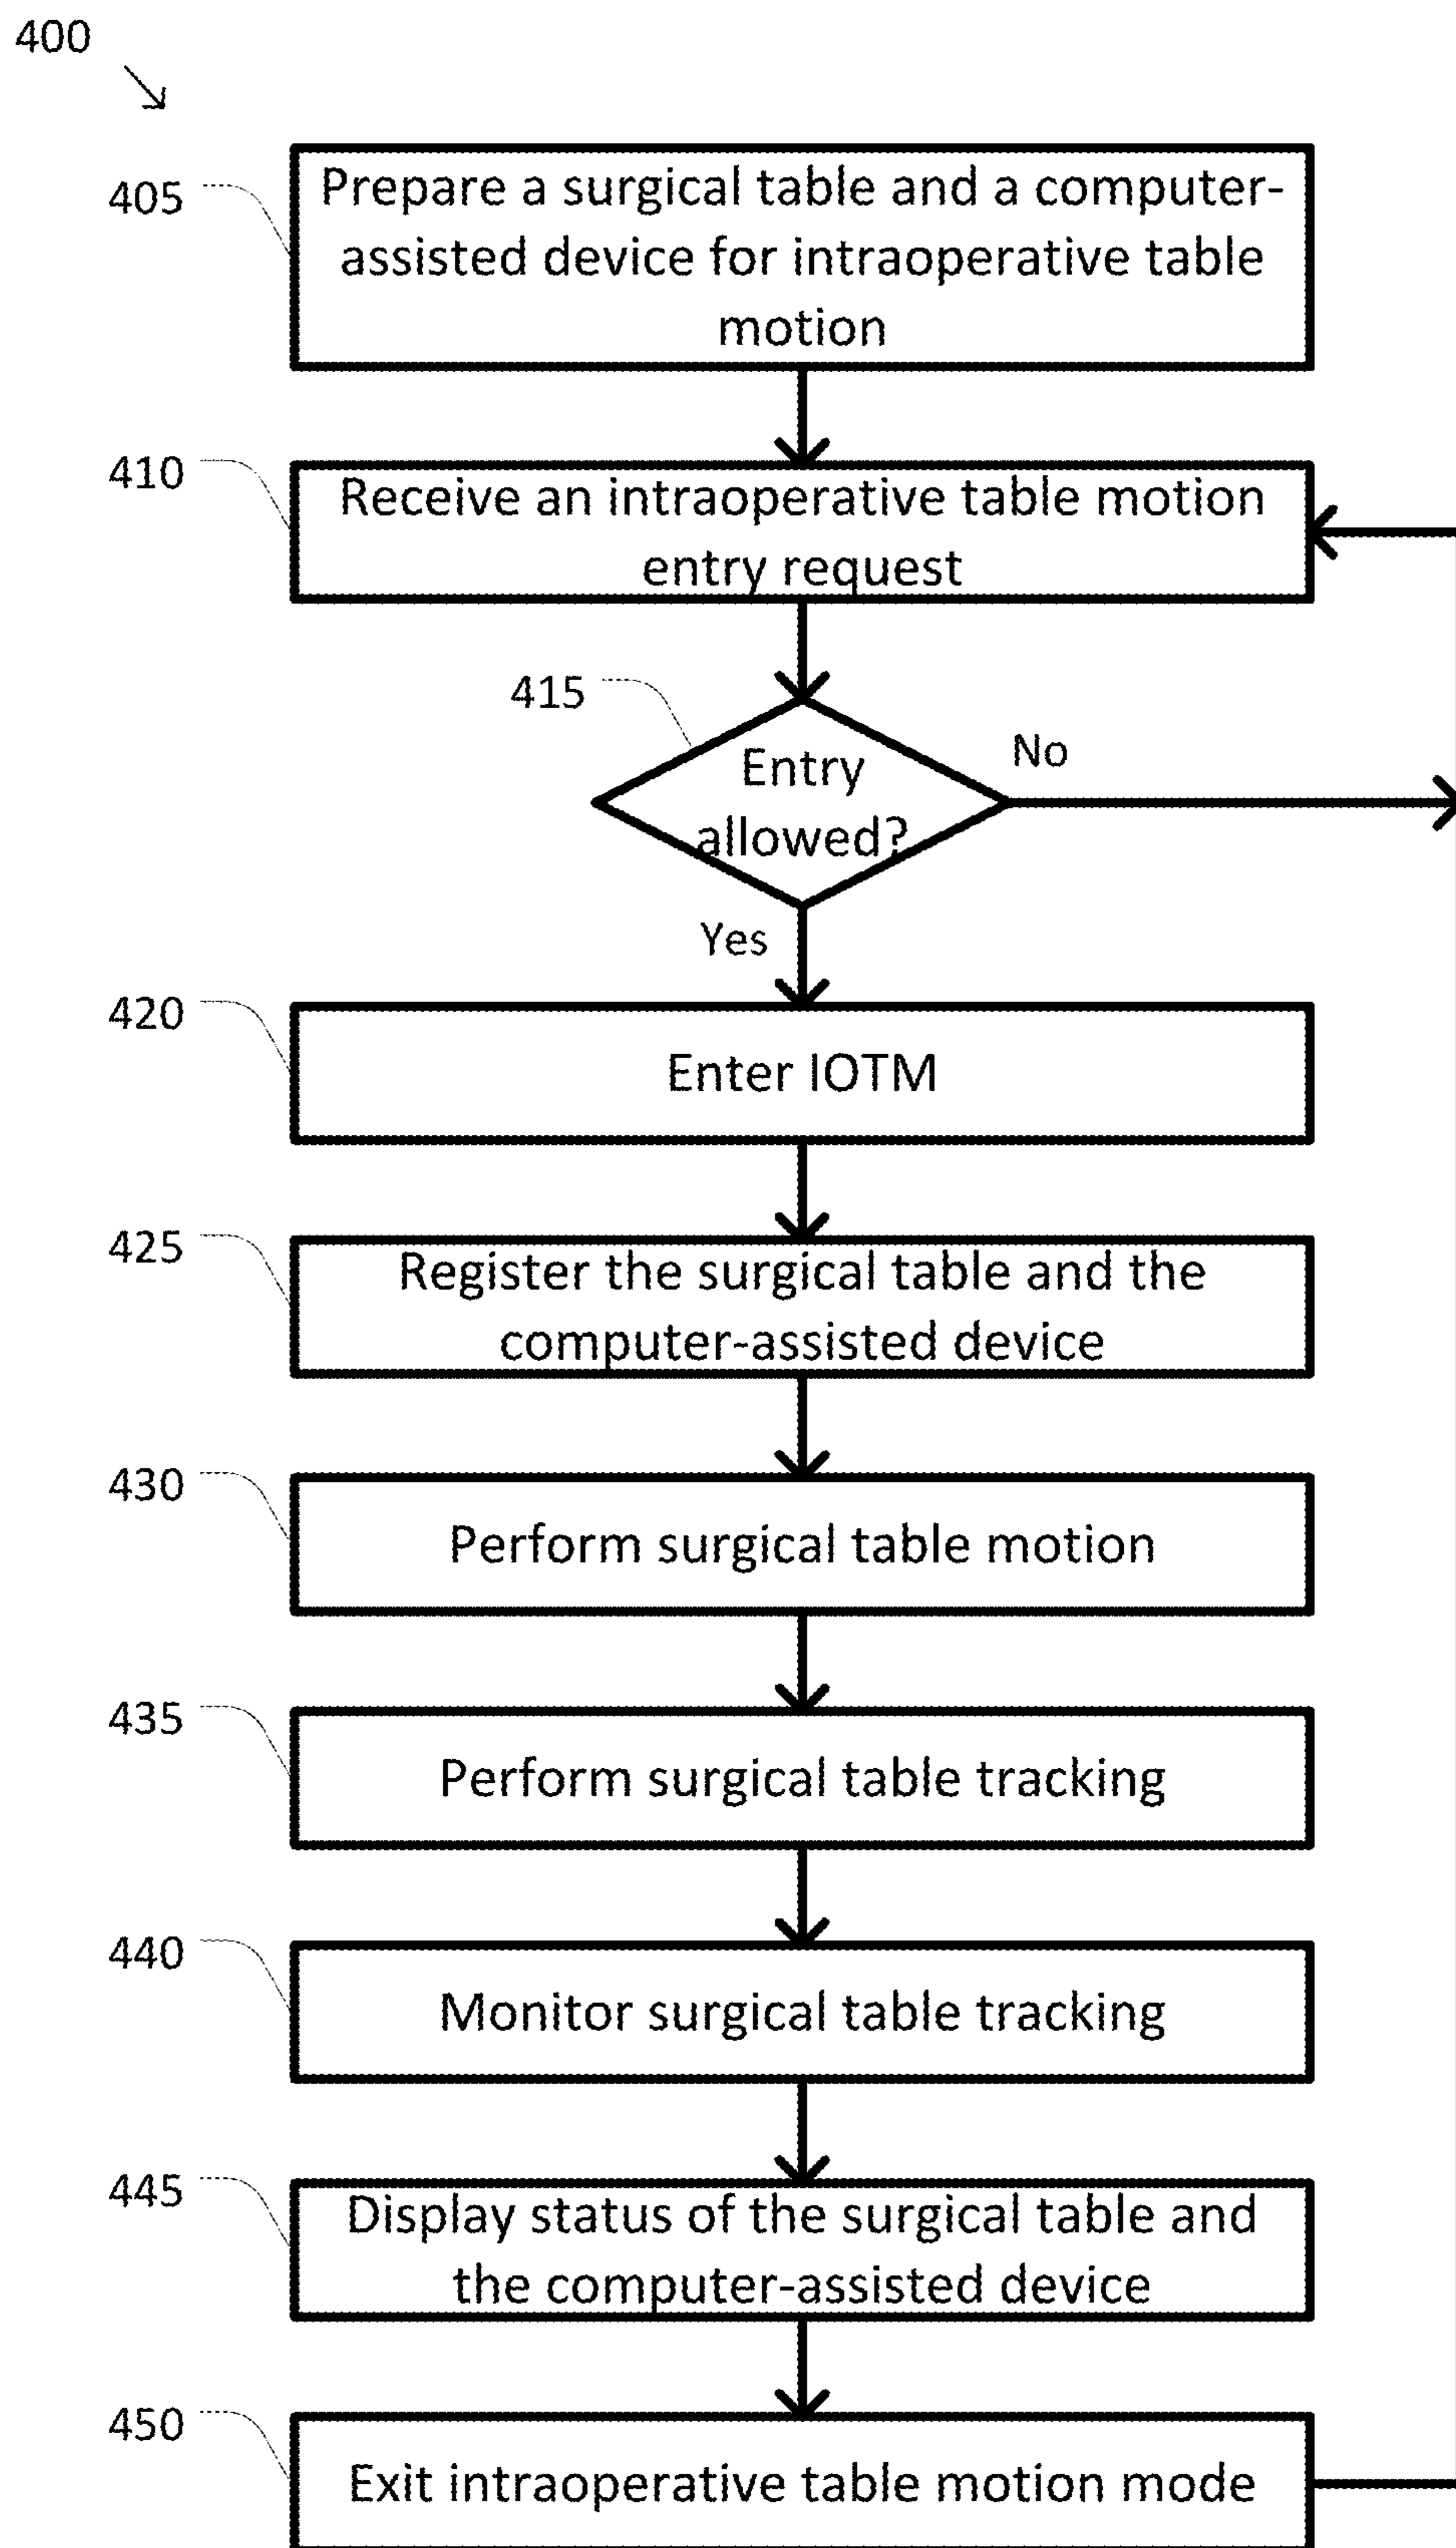 400
405
Prepare a surgical table and a computer-
assisted device for intraoperative table
motion
410
Receive an intraoperative table motion
entry request
415
Entry
allowed?
No
Yes
420
Enter IOTM
425
Register the surgical table and the
computer-assisted device
430
Perform surgical table motion
435
Perform surgical table tracking
440
Monitor surgical table tracking
445
Display status of the surgical table and
the computer-assisted device
450
Exit intraoperative table motion mode